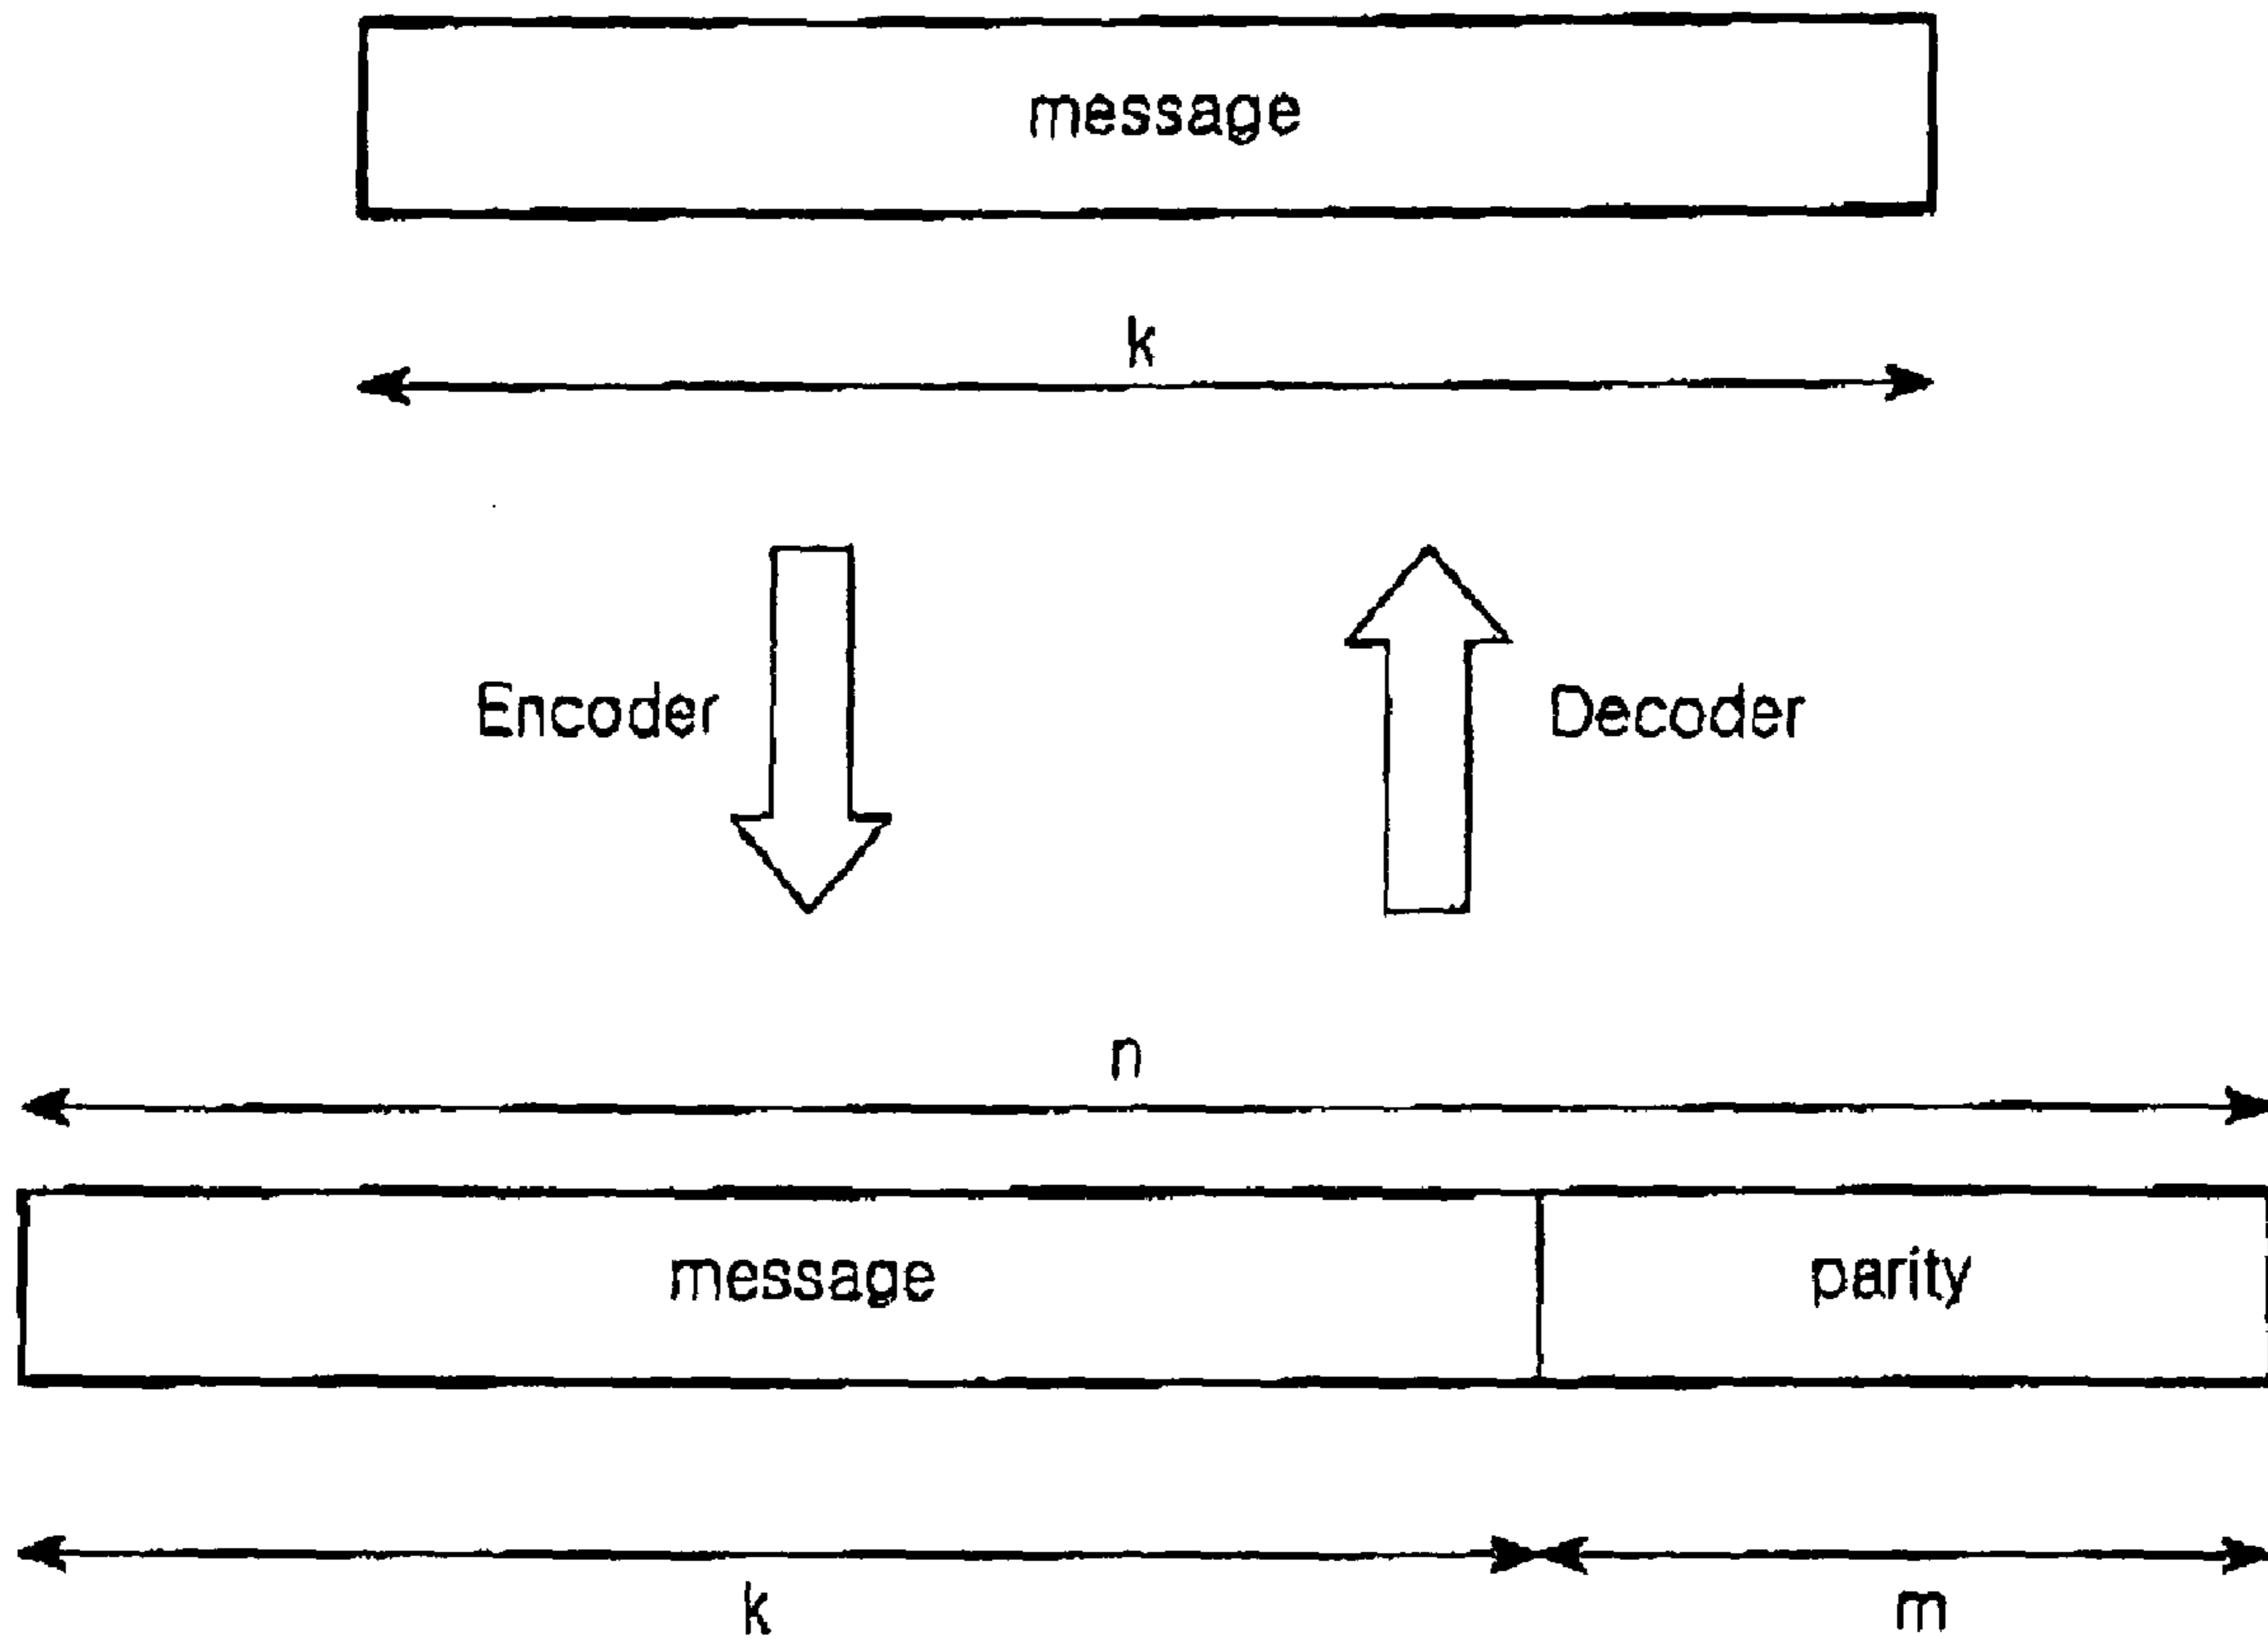 message
k
Encoder
Decoder
n
message
parity
k
m